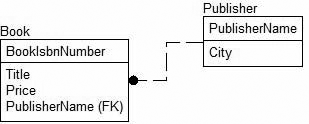 Book
BookIsbnNumber
Title
Price
PublisherName (FK)
Publisher
PublisherName
City